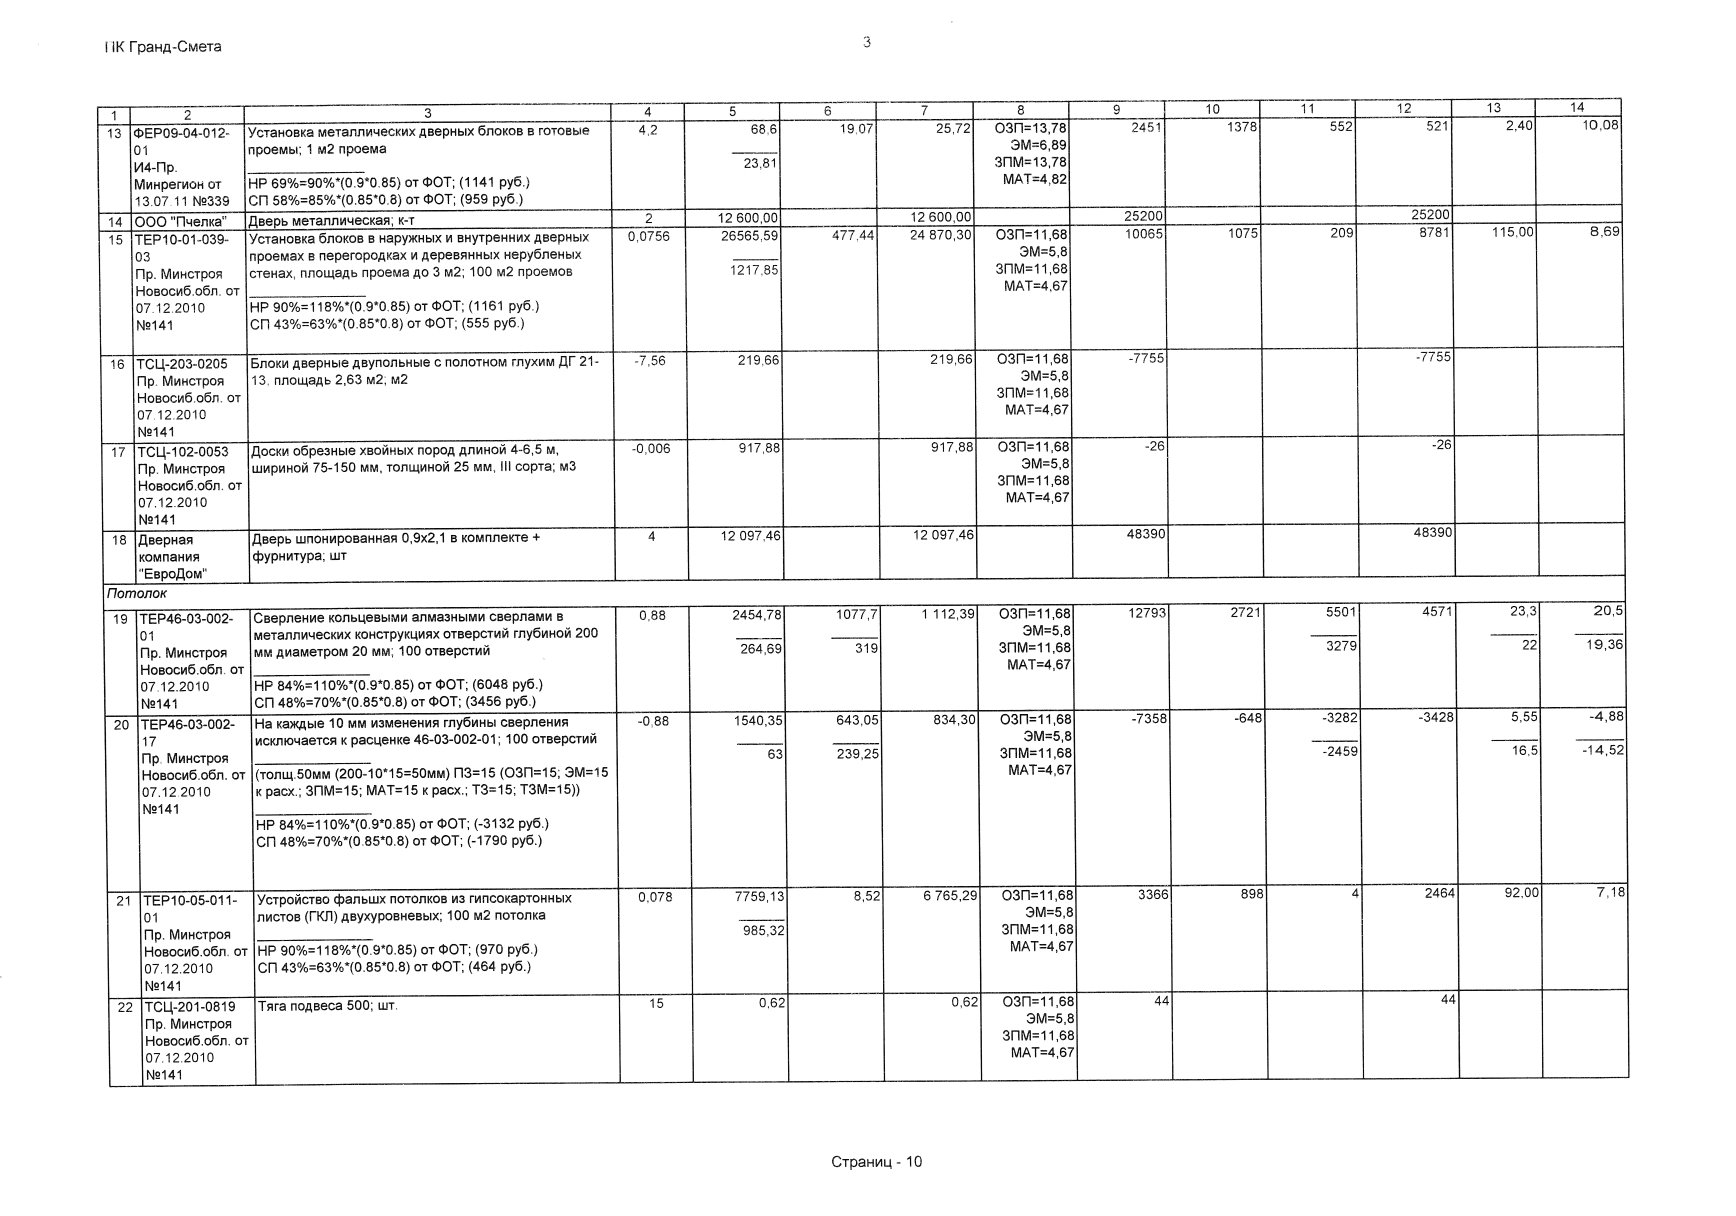 ПК Гранд-Смета
3
1 2 3 4 5 6 7 8 9 10 11 12 13 14
13 ФЕР09-04-012- Установка металлических дверных блоков в готовые 4,2 68,6 19,07 25,72 ОЗП=13,78 2451 1378 552 521 2,40 10,08
01 проемы; 1 м2 проема ЭМ=6,89
И4-Пр. 23,81 ЗПМ=13,78
Минрегион от НР 69%=90%*(0.9*0.85) от ФОТ; (1141 руб.) МАТ=4,82
13.07.11 №339 СП 58%=85%*(0.85*0.8) от ФОТ; (959 руб.)
14 ООО "Пчелка" Дверь металлическая; к-т 2 12 600,00 12 600,00 25200 25200
15 ТЕР10-01-039- Установка блоков в наружных и внутренних дверных 0,0756 26565,59 477,44 24 870,30 ОЗП=11,68 10065 1075 209 8781 115,00 8,69
03 проемах в перегородках и деревянных нерубленых ЭМ=5,8
Пр. Минстроя стенах, площадь проема до 3 м2; 100 м2 проемов 1217,85 ЗПМ=11,68
Новосиб.обл. от МАТ=4,67
07.12.2010 НР 90%=118%*(0.9*0.85) от ФОТ; (1161 руб.)
№141 СП 43%=63%*(0.85*0.8) от ФОТ; (555 руб.)
16 ТСЦ-203-0205 Блоки дверные двупольные с полотном глухим ДГ 21- -7,56 219,66 219,66 ОЗП=11,68 -7755 -7755
Пр. Минстроя 13, площадь 2,63 м2; м2 ЭМ=5,8
Новосиб.обл. от ЗПМ=11,68
07.12.2010 МАТ=4,67
№141
17 ТСЦ-102-0053 Доски обрезные хвойных пород длиной 4-6,5 м, -0,006 917,88 917,88 ОЗП=11,68 -26 -26
Пр. Минстроя шириной 75-150 мм, толщиной 25 мм, III сорта; м3 ЭМ=5,8
Новосиб.обл. от ЗПМ=11,68
07.12.2010 МАТ=4,67
№141
18 Дверная Дверь шпонированная 0,9х2,1 в комплекте + 4 12 097,46 12 097,46 48390 48390
компания фурнитура; шт
"ЕвроДом"
Потолок
19 ТЕР46-03-002- Сверление кольцевыми алмазными сверлами в 0,88 2454,78 1077,7 1 112,39 ОЗП=11,68 12793 2721 5501 4571 23,3 20,5
01 металлических конструкциях отверстий глубиной 200 ЭМ=5,8
Пр. Минстроя мм диаметром 20 мм; 100 отверстий 264,69 319 ЗПМ=11,68 3279 22 19,36
Новосиб.обл. от МАТ=4,67
07.12.2010 НР 84%=110%*(0.9*0.85) от ФОТ; (6048 руб.)
№141 СП 48%=70%*(0.85*0.8) от ФОТ; (3456 руб.)
20 ТЕР46-03-002- На каждые 10 мм изменения глубины сверления -0,88 1540,35 643,05 834,30 ОЗП=11,68 -7358 -648 -3282 -3428 5,55 -4,88
17 исключается к расценке 46-03-002-01; 100 отверстий ЭМ=5,8
Пр. Минстроя 63 239,25 ЗПМ=11,68 -2459 16,5 -14,52
Новосиб.обл. от (толщ.50мм (200-10*15=50мм) ПЗ=15 (ОЗП=15; ЭМ=15 МАТ=4,67
07.12.2010 к расх.; ЗПМ=15; МАТ=15 к расх.; ТЗ=15; ТЗМ=15))
№141
НР 84%=110%*(0.9*0.85) от ФОТ; (-3132 руб.)
СП 48%=70%*(0.85*0.8) от ФОТ; (-1790 руб.)
21 ТЕР10-05-011- Устройство фальшх потолков из гипсокартонных 0,078 7759,13 8,52 6 765,29 ОЗП=11,68 3366 898 4 2464 92,00 7,18
01 листов (ГКЛ) двухуровневых; 100 м2 потолка ЭМ=5,8
Пр. Минстроя 985,32 ЗПМ=11,68
Новосиб.обл. от НР 90%=118%*(0.9*0.85) от ФОТ; (970 руб.) МАТ=4,67
07.12.2010 СП 43%=63%*(0.85*0.8) от ФОТ; (464 руб.)
№141
22 ТСЦ-201-0819 Тяга подвеса 500; шт. 15 0,62 0,62 ОЗП=11,68 44 44
Пр. Минстроя ЭМ=5,8
Новосиб.обл. от ЗПМ=11,68
07.12.2010 МАТ=4,67
№141
Страниц - 10